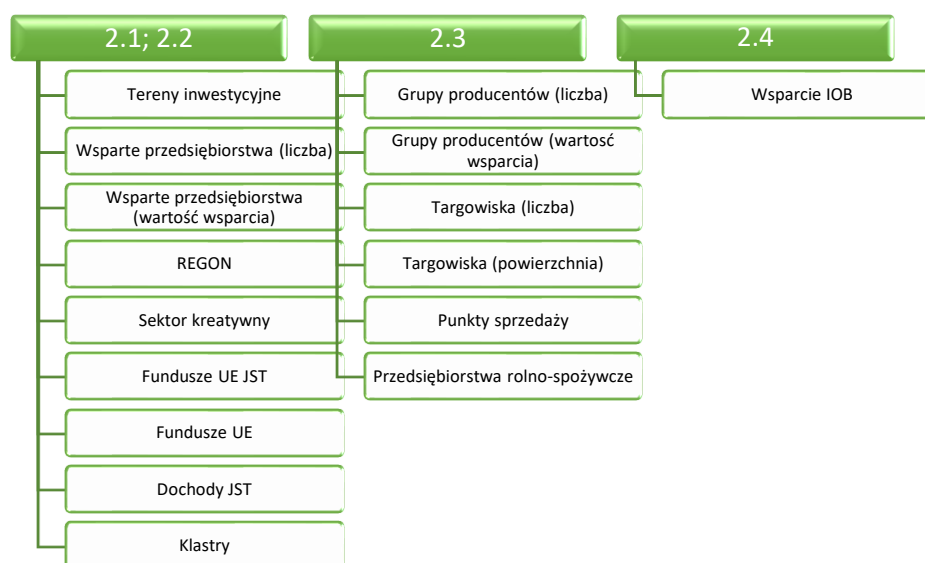 2.1; 2.2
Tereny inwestycyjne
Wsparte przedsiębiorstwa (liczba)
Wsparte przedsiębiorstwa
(wartość wsparcia)
REGON
Sektor kreatywny
Fundusze UE JST
Fundusze UE
Dochody JST
Klastry
2.3
Grupy producentów (liczba)
Grupy producentów (wartosć
wsparcia)
Targowiska (liczba)
Targowiska (powierzchnia)
Punkty sprzedaży
Przedsiębiorstwa rolno-spożywcze
2.4
Wsparcie IOB